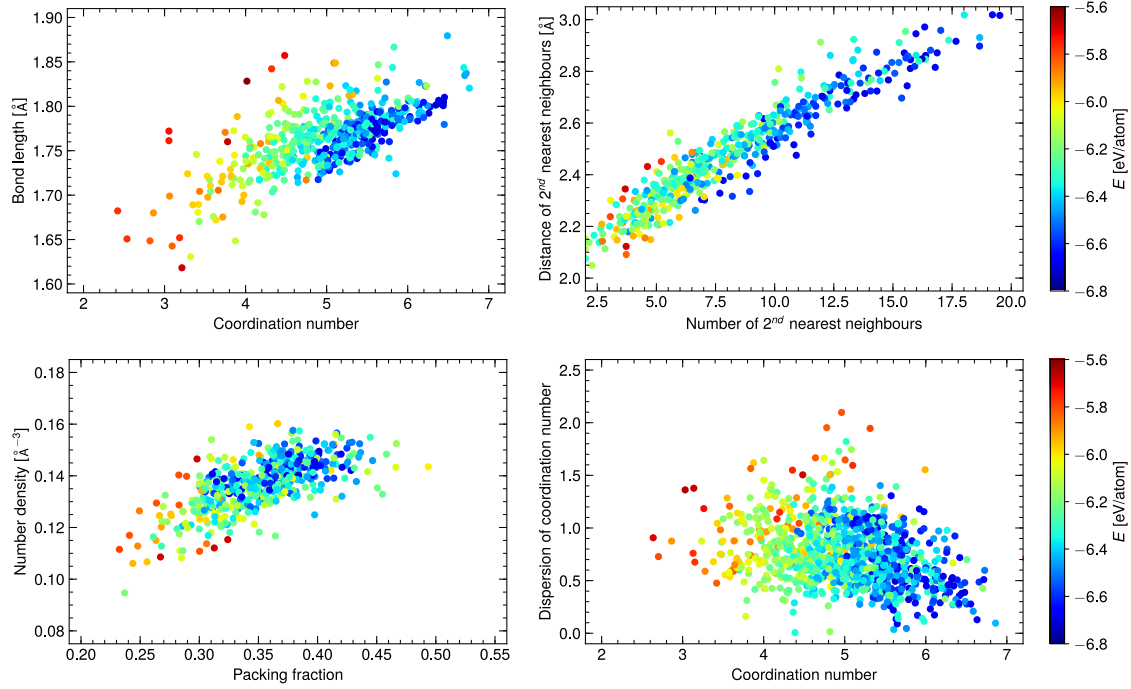 1.90
1.85
1.80
1.75
1.70
1.65
1.60
Bond length [Å]
2 3 4 5 6 7
Coordination number
3.0
2.8
2.6
2.4
2.2
2.0
Distance of 2nd nearest neighbours [Å]
2.5 5.0 7.5 10.0 12.5 15.0 17.5 20.0
Number of 2nd nearest neighbours
−5.6
−5.8
−6.0
−6.2
−6.4
−6.6
−6.8
E [eV/atom]
0.18
0.16
0.14
0.12
0.10
0.08
Number density [Å−3]
0.20 0.25 0.30 0.35 0.40 0.45 0.50 0.55
Packing fraction
2.5
2.0
1.5
1.0
0.5
0.0
Dispersion of coordination number
2 3 4 5 6 7
Coordination number
−5.6
−5.8
−6.0
−6.2
−6.4
−6.6
−6.8
E [eV/atom]